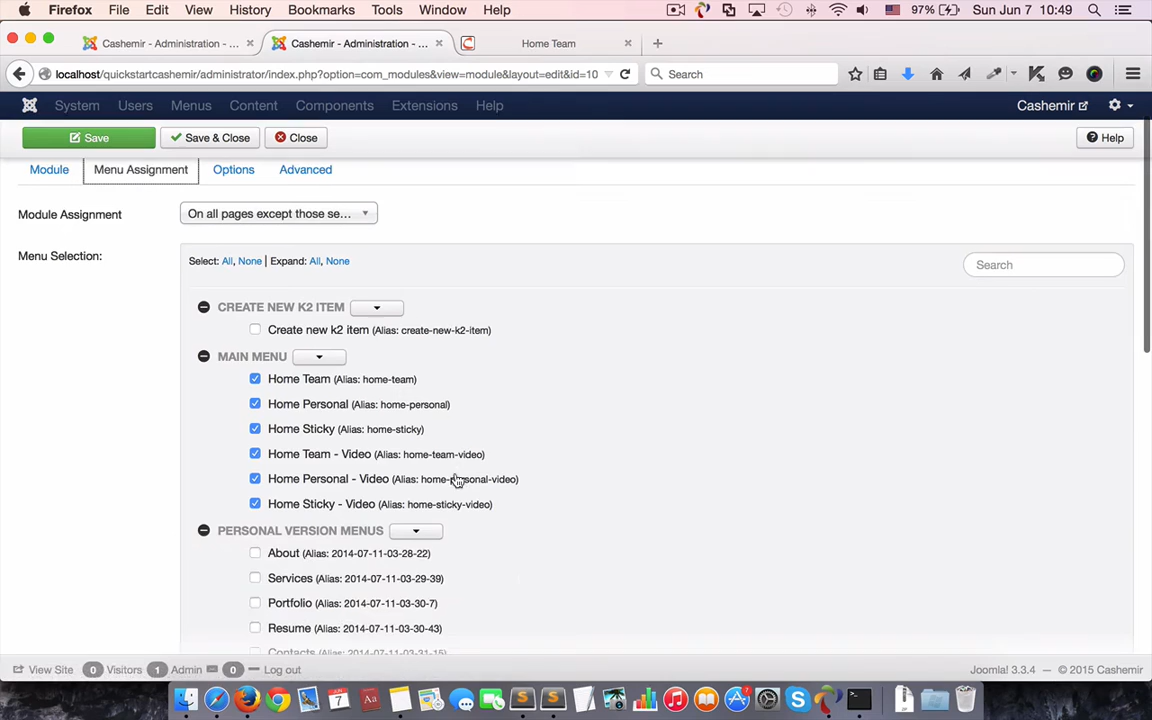 Firefox File Edit View History Bookmarks Tools Window Help 97% Sun Jun 7 10:49
Cashemir - Administration - ... × Cashemir - Administration - ... × Home Team × +
localhost/quickstartcashemir/administrator/index.php?option=com_modules&view=module&layout=edit&id=10 Search
System Users Menus Content Components Extensions Help Cashemir
Save Save & Close Close Help
Module Menu Assignment Options Advanced
Module Assignment On all pages except those se...
Menu Selection: Select: All, None | Expand: All, None Search
CREATE NEW K2 ITEM
Create new k2 item (Alias: create-new-k2-item)
MAIN MENU
Home Team (Alias: home-team)
Home Personal (Alias: home-personal)
Home Sticky (Alias: home-sticky)
Home Team - Video (Alias: home-team-video)
Home Personal - Video (Alias: home-personal-video)
Home Sticky - Video (Alias: home-sticky-video)
PERSONAL VERSION MENUS
About (Alias: 2014-07-11-03-28-22)
Services (Alias: 2014-07-11-03-29-39)
Portfolio (Alias: 2014-07-11-03-30-7)
Resume (Alias: 2014-07-11-03-30-43)
Contacts (Alias: 2014-07-11-03-31-15)
View Site 0 Visitors 1 Admin 0 Log out Joomla! 3.3.4 — © 2015 Cashemir